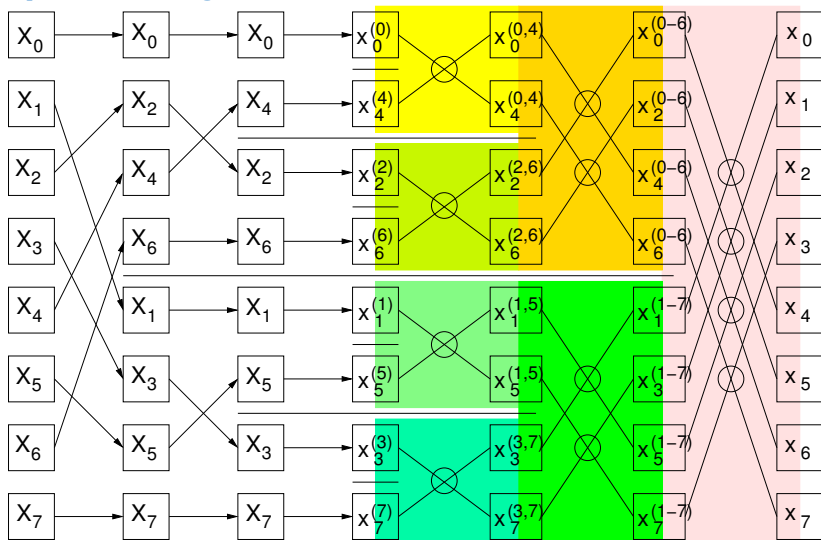 X0 X0 X0 x0(0) x0(0,4) x0(0−6) x0
X1 X2 X4 x4(4) x4(0,4) x2(0−6) x1
X2 X4 X2 x2(2) x2(2,6) x4(0−6) x2
X3 X6 X6 x6(6) x6(2,6) x6(0−6) x3
X4 X1 X1 x1(1) x1(1,5) x1(1−7) x4
X5 X3 X5 x5(5) x5(1,5) x3(1−7) x5
X6 X5 X3 x3(3) x3(3,7) x5(1−7) x6
X7 X7 X7 x7(7) x7(3,7) x7(1−7) x7